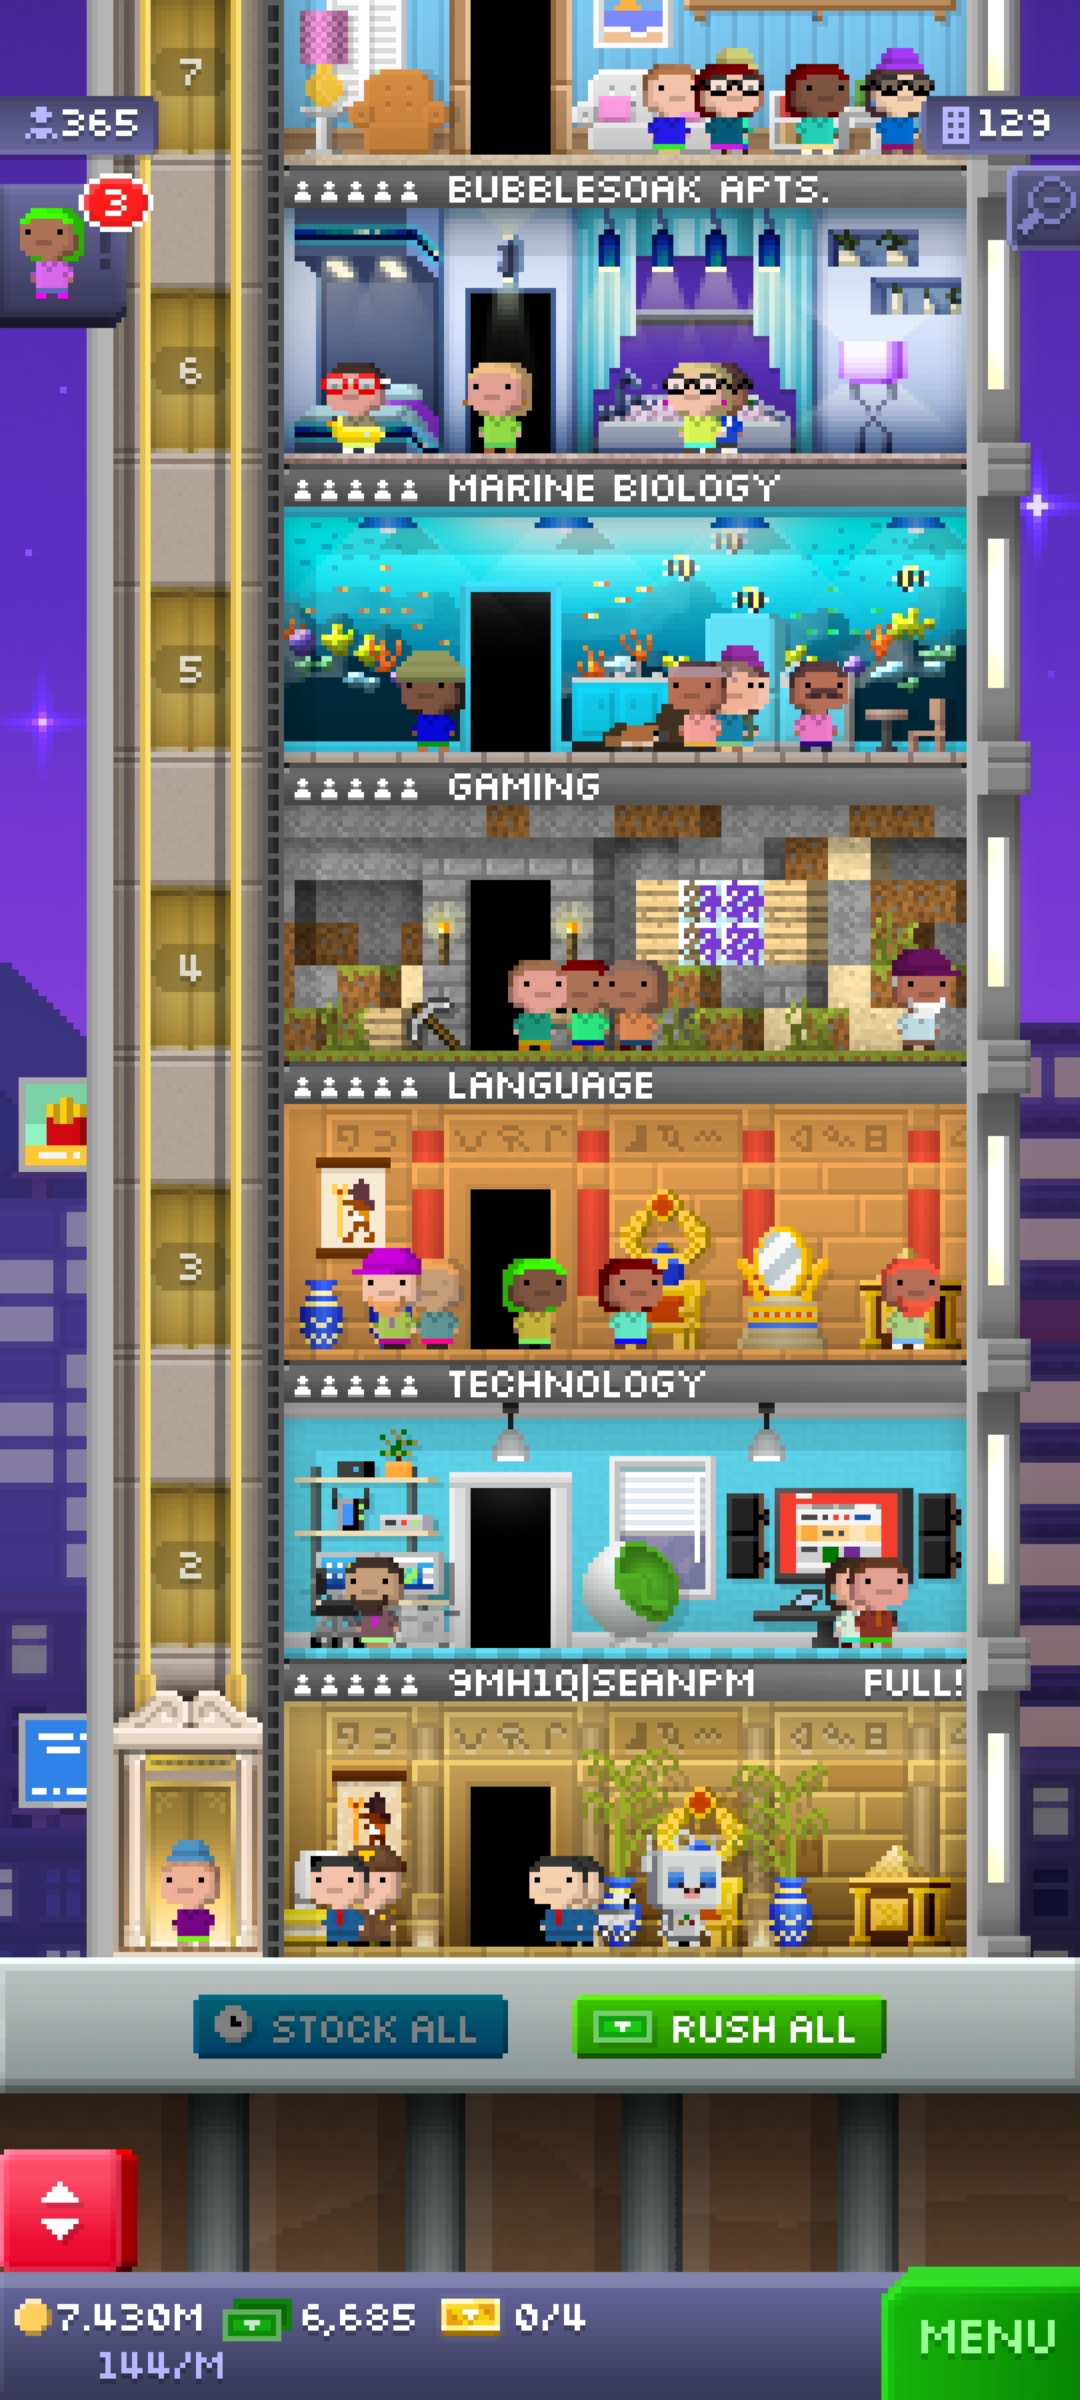 7
365
129
3
BUBBLESOAK APTS.
6
MARINE BIOLOGY
5
GAMING
4
LANGUAGE
3
TECHNOLOGY
2
9MH1Q|SEANPM FULL!
STOCK ALL
RUSH ALL
7.430M 6,685 0/4
144/M
MENU